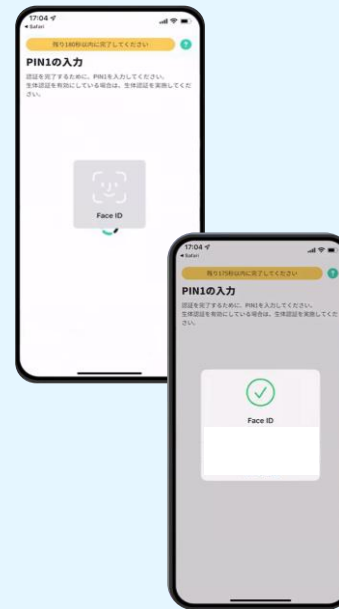 17:04
Safari
残り180秒以内に完了してください
?
PIN1の入力
認証を完了するために、PIN1を入力してください。
生体認証を有効にしている場合は、生体認証を実施してくだ
さい。
Face ID
17:04
Safari
残り175秒以内に完了してください
?
PIN1の入力
認証を完了するために、PIN1を入力してください。
生体認証を有効にしている場合は、生体認証を実施してくだ
さい。
Face ID